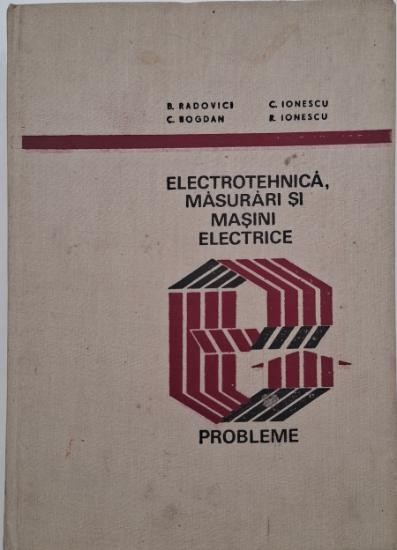 B. RADOVICI C. IONESCU
C. BOGDAN R. IONESCU
ELECTROTEHNICĂ,
MĂSURĂRI ȘI
MAȘINI
ELECTRICE
PROBLEME